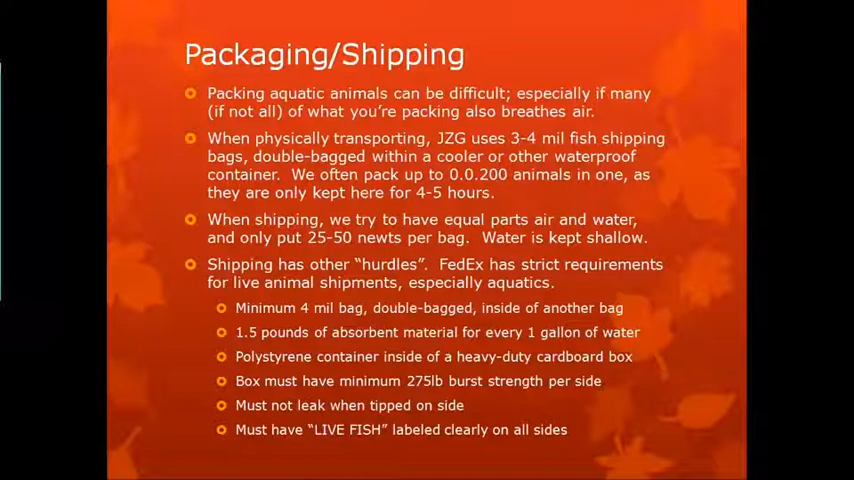 Packaging/Shipping
Packing aquatic animals can be difficult; especially if many
(if not all) of what you're packing also breathes air.
When physically transporting, JZG uses 3-4 mil fish shipping
bags, double-bagged within a cooler or other waterproof
container. We often pack up to 0.0.200 animals in one, as
they are only kept here for 4-5 hours.
When shipping, we try to have equal parts air and water,
and only put 25-50 newts per bag. Water is kept shallow.
Shipping has other “hurdles”. FedEx has strict requirements
for live animal shipments, especially aquatics.
Minimum 4 mil bag, double-bagged, inside of another bag
1.5 pounds of absorbent material for every 1 gallon of water
Polystyrene container inside of a heavy-duty cardboard box
Box must have minimum 275lb burst strength per side
Must not leak when tipped on side
Must have “LIVE FISH” labeled clearly on all sides